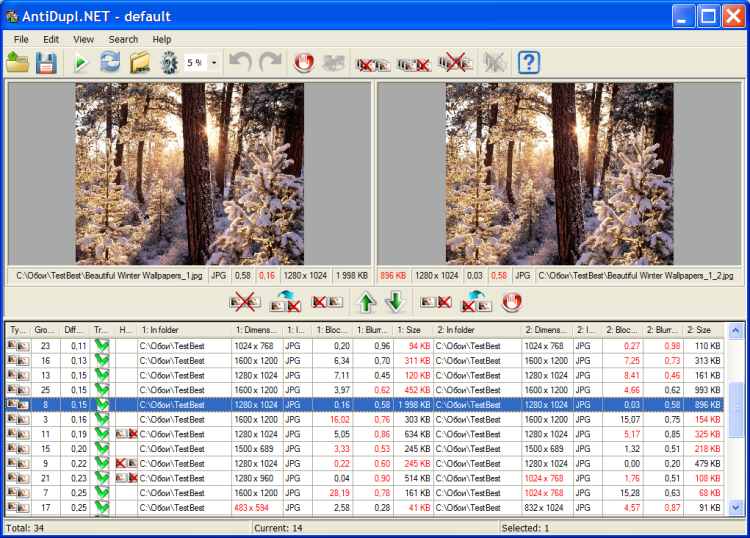 AntiDupl.NET - default
File Edit View Search Help
5 %
C:\Обои\TestBest\Beautiful Winter Wallpapers_1.jpg JPG 0,58 0,16 1280 x 1024 1 998 KB 896 KB 1280 x 1024 0,03 0,58 JPG C:\Обои\TestBest\Beautiful Winter Wallpapers_1_2.jpg
Ty... Gro... Diff... Tr... H... 1: In folder 1: Dimens... 1: I... 1: Bloc... 1: Blurr... 1: Size 2: In folder 2: Dimens... 2: I... 2: Bloc... 2: Blurr... 2: Size
23 0,11 C:\Обои\TestBest 1024 x 768 JPG 0,20 0,96 94 KB C:\Обои\TestBest 1024 x 768 JPG 0,27 0,98 110 KB
16 0,13 C:\Обои\TestBest 1600 x 1200 JPG 6,34 0,70 311 KB C:\Обои\TestBest 1600 x 1200 JPG 7,25 0,73 313 KB
13 0,15 C:\Обои\TestBest 1280 x 1024 JPG 7,11 0,45 120 KB C:\Обои\TestBest 1280 x 1024 JPG 8,41 0,46 161 KB
25 0,15 C:\Обои\TestBest 1600 x 1200 JPG 3,97 0,62 452 KB C:\Обои\TestBest 1600 x 1200 JPG 4,66 0,62 993 KB
8 0,15 C:\Обои\TestBest 1280 x 1024 JPG 0,16 0,58 1 998 KB C:\Обои\TestBest 1280 x 1024 JPG 0,03 0,58 896 KB
3 0,16 C:\Обои\TestBest 1600 x 1200 JPG 16,02 0,76 303 KB C:\Обои\TestBest 1600 x 1200 JPG 15,07 0,75 154 KB
11 0,19 C:\Обои\TestBest 1280 x 1024 JPG 5,05 0,86 634 KB C:\Обои\TestBest 1280 x 1024 JPG 5,17 0,85 325 KB
15 0,20 C:\Обои\TestBest 1500 x 689 JPG 3,33 0,53 245 KB C:\Обои\TestBest 1500 x 689 JPG 1,32 0,51 218 KB
9 0,22 C:\Обои\TestBest 1280 x 1024 JPG 0,22 0,60 245 KB C:\Обои\TestBest 1280 x 1024 JPG 0,00 0,20 479 KB
21 0,23 C:\Обои\TestBest 1280 x 960 JPG 0,04 0,90 514 KB C:\Обои\TestBest 1024 x 768 JPG 1,76 0,51 108 KB
7 0,25 C:\Обои\TestBest 1600 x 1200 JPG 28,19 0,78 161 KB C:\Обои\TestBest 1024 x 768 JPG 15,28 0,63 68 KB
17 0,25 C:\Обои\TestBest 483 x 594 JPG 2,58 0,28 41 KB C:\Обои\TestBest 832 x 1024 JPG 4,57 0,87 91 KB
Total: 34 Current: 14 Selected: 1